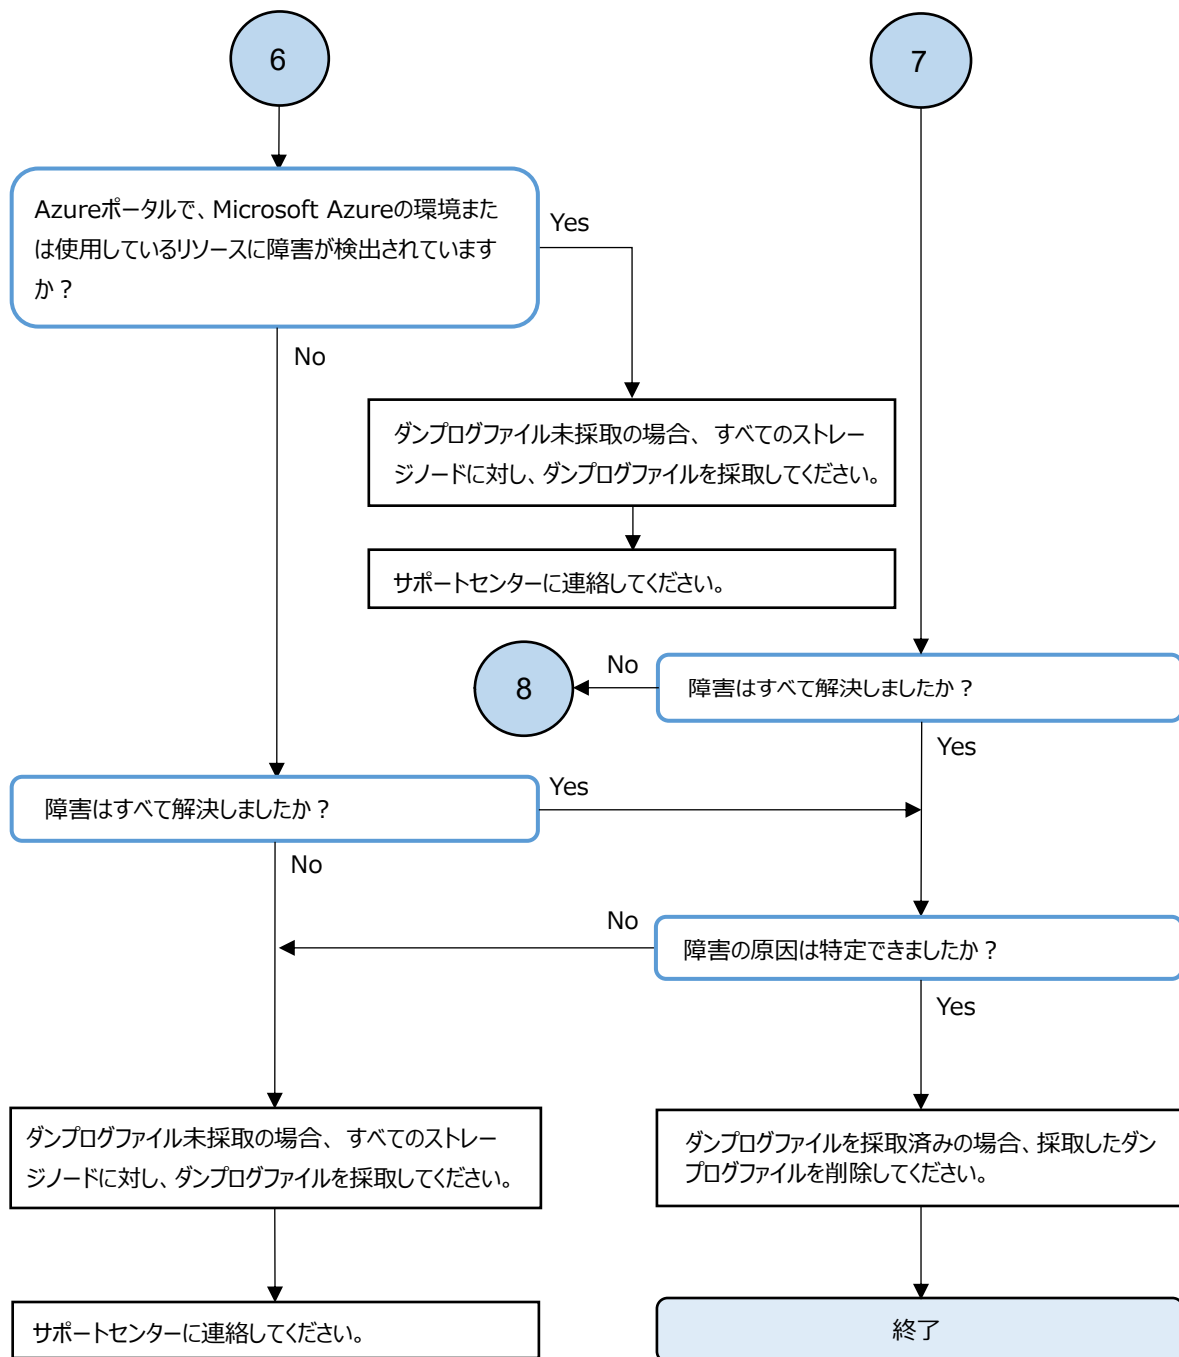 6
7
Azureポータルで、Microsoft Azureの環境また
は使用しているリソースに障害が検出されています
か？
Yes
No
ダンプログファイル未採取の場合、すべてのストレー
ジノードに対し、ダンプログファイルを採取してください。
サポートセンターに連絡してください。
8
No
障害はすべて解決しましたか？
Yes
障害はすべて解決しましたか？
Yes
No
No
障害の原因は特定できましたか？
Yes
ダンプログファイル未採取の場合、すべてのストレー
ジノードに対し、ダンプログファイルを採取してください。
ダンプログファイルを採取済みの場合、採取したダン
プログファイルを削除してください。
サポートセンターに連絡してください。
終了